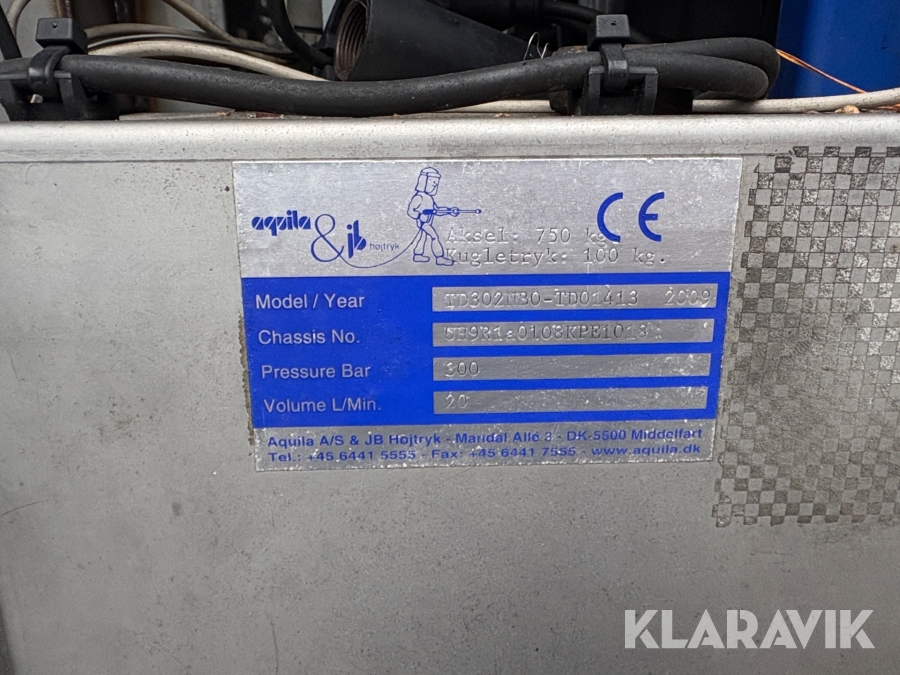 aqila & jb højtryk
CE
Aksel: 750 kg.
Kugletryk: 100 kg.
Model / Year TD302NBO-TD01413 2009
Chassis No.
Pressure Bar 300
Volume L/Min. 20
Aquila A/S & JB Højtryk - Mandal Allé 3 - DK-5500 Middelfart
Tel.: +45 6441 5555 - Fax: +45 6441 7555 - www.aquila.dk
KLARAVIK